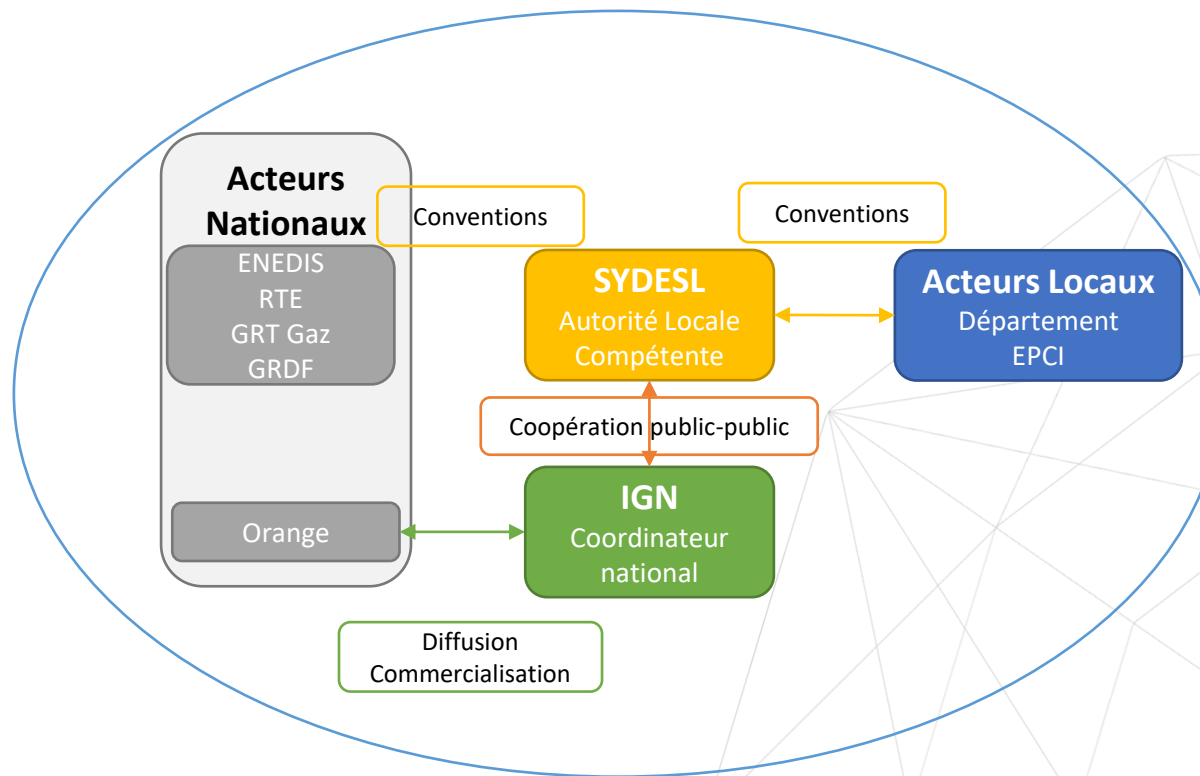 Acteurs
Nationaux
ENEDIS
RTE
GRT Gaz
GRDF
Orange
Conventions
Conventions
SYDESL
Autorité Locale
Compétente
Acteurs Locaux
Département
EPCI
Coopération public-public
IGN
Coordinateur
national
Diffusion
Commercialisation